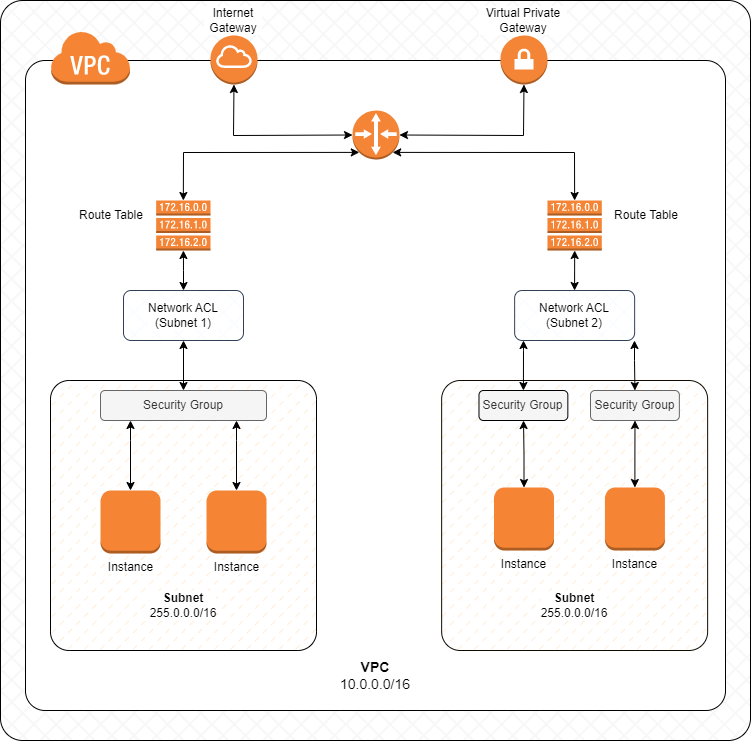 Internet
Gateway
Virtual Private
Gateway
VPC
Route Table
172.16.0.0
172.16.1.0
172.16.2.0
172.16.0.0
172.16.1.0
172.16.2.0
Route Table
Network ACL
(Subnet 1)
Network ACL
(Subnet 2)
Security Group
Security Group
Security Group
Instance
Instance
Instance
Instance
Subnet
255.0.0.0/16
Subnet
255.0.0.0/16
VPC
10.0.0.0/16